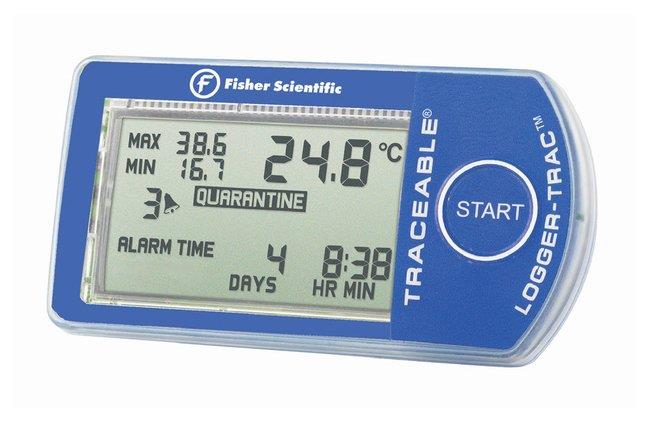 F Fisher Scientific
MAX 38.6
MIN 16.7
24.8 °C
3
QUARANTINE
ALARM TIME
4 DAYS
8:38 HR MIN
TRACEABLE®
START
LOGGER-TRAC™